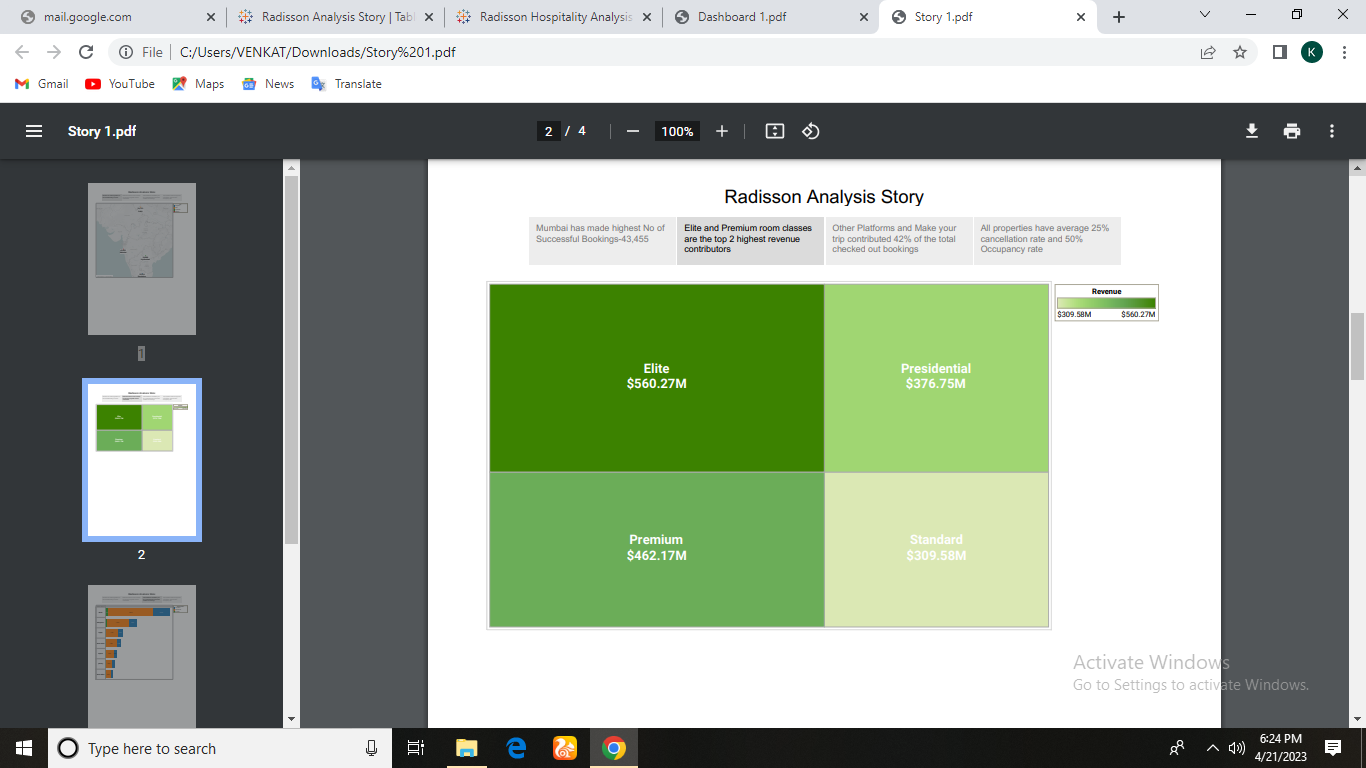 mail.google.com
Radisson Analysis Story | Tabl
Radisson Hospitality Analysis
Dashboard 1.pdf
Story 1.pdf
File
C:/Users/VENKAT/Downloads/Story%201.pdf
K
Gmail
YouTube
Maps
News
Translate
Story 1.pdf
2 / 4
100%
1
2
Radisson Analysis Story
Mumbai has made highest No of
Successful Bookings-43,455
Elite and Premium room classes
are the top 2 highest revenue
contributors
Other Platforms and Make your
trip contributed 42% of the total
checked out bookings
All properties have average 25%
cancellation rate and 50%
Occupancy rate
Elite
$560.27M
Presidential
$376.75M
Premium
$462.17M
Standard
$309.58M
Revenue
$309.58M $560.27M
Activate Windows
Go to Settings to activate Windows.
Type here to search
6:24 PM
4/21/2023